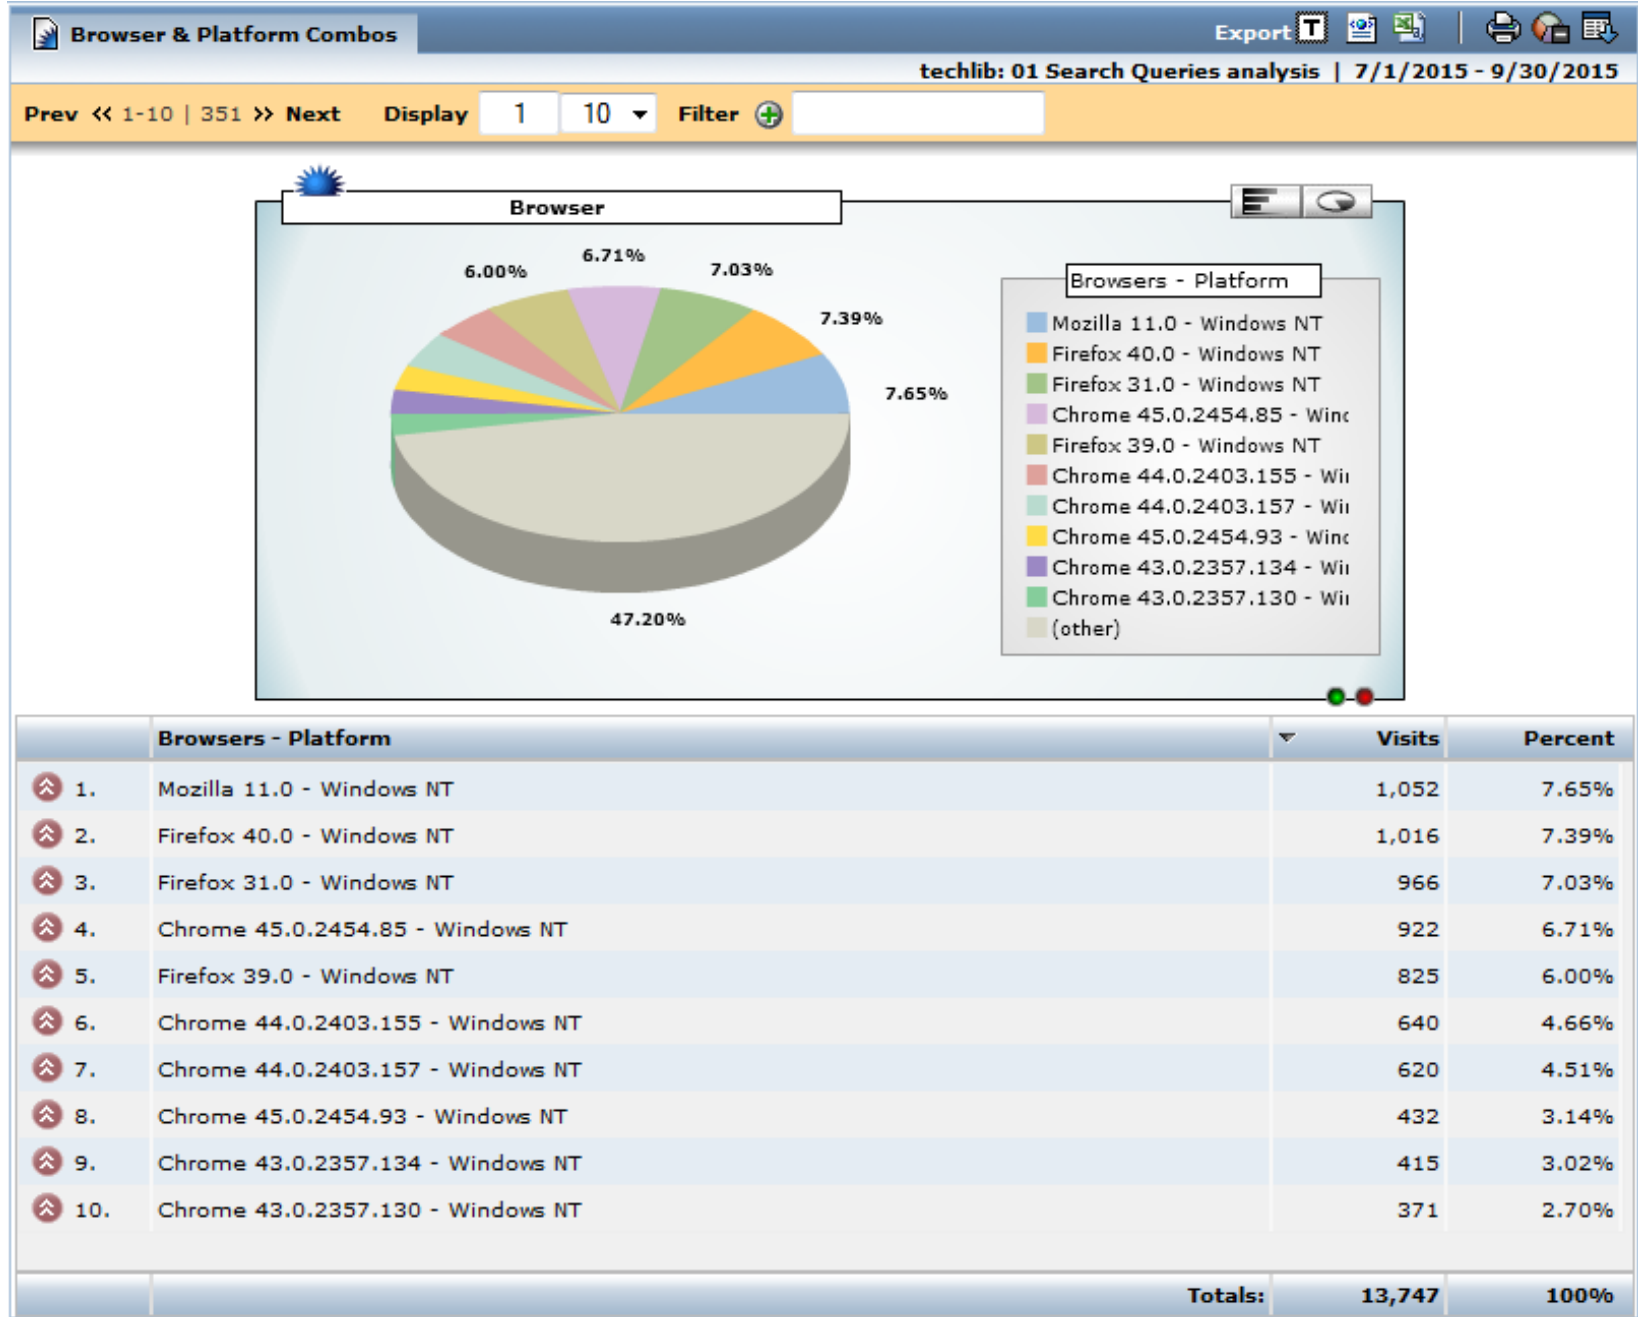 Browser & Platform Combos
Export T
techlib: 01 Search Queries analysis | 7/1/2015 - 9/30/2015
Prev « 1-10 | 351 » Next Display 1 10 Filter
Browser
6.00%
6.71%
7.03%
7.39%
7.65%
47.20%
Browsers - Platform
Mozilla 11.0 - Windows NT
Firefox 40.0 - Windows NT
Firefox 31.0 - Windows NT
Chrome 45.0.2454.85 - Winc
Firefox 39.0 - Windows NT
Chrome 44.0.2403.155 - Wi
Chrome 44.0.2403.157 - Wi
Chrome 45.0.2454.93 - Winc
Chrome 43.0.2357.134 - Wi
Chrome 43.0.2357.130 - Wi
(other)
Browsers - Platform Visits Percent
1. Mozilla 11.0 - Windows NT 1,052 7.65%
2. Firefox 40.0 - Windows NT 1,016 7.39%
3. Firefox 31.0 - Windows NT 966 7.03%
4. Chrome 45.0.2454.85 - Windows NT 922 6.71%
5. Firefox 39.0 - Windows NT 825 6.00%
6. Chrome 44.0.2403.155 - Windows NT 640 4.66%
7. Chrome 44.0.2403.157 - Windows NT 620 4.51%
8. Chrome 45.0.2454.93 - Windows NT 432 3.14%
9. Chrome 43.0.2357.134 - Windows NT 415 3.02%
10. Chrome 43.0.2357.130 - Windows NT 371 2.70%
Totals: 13,747 100%